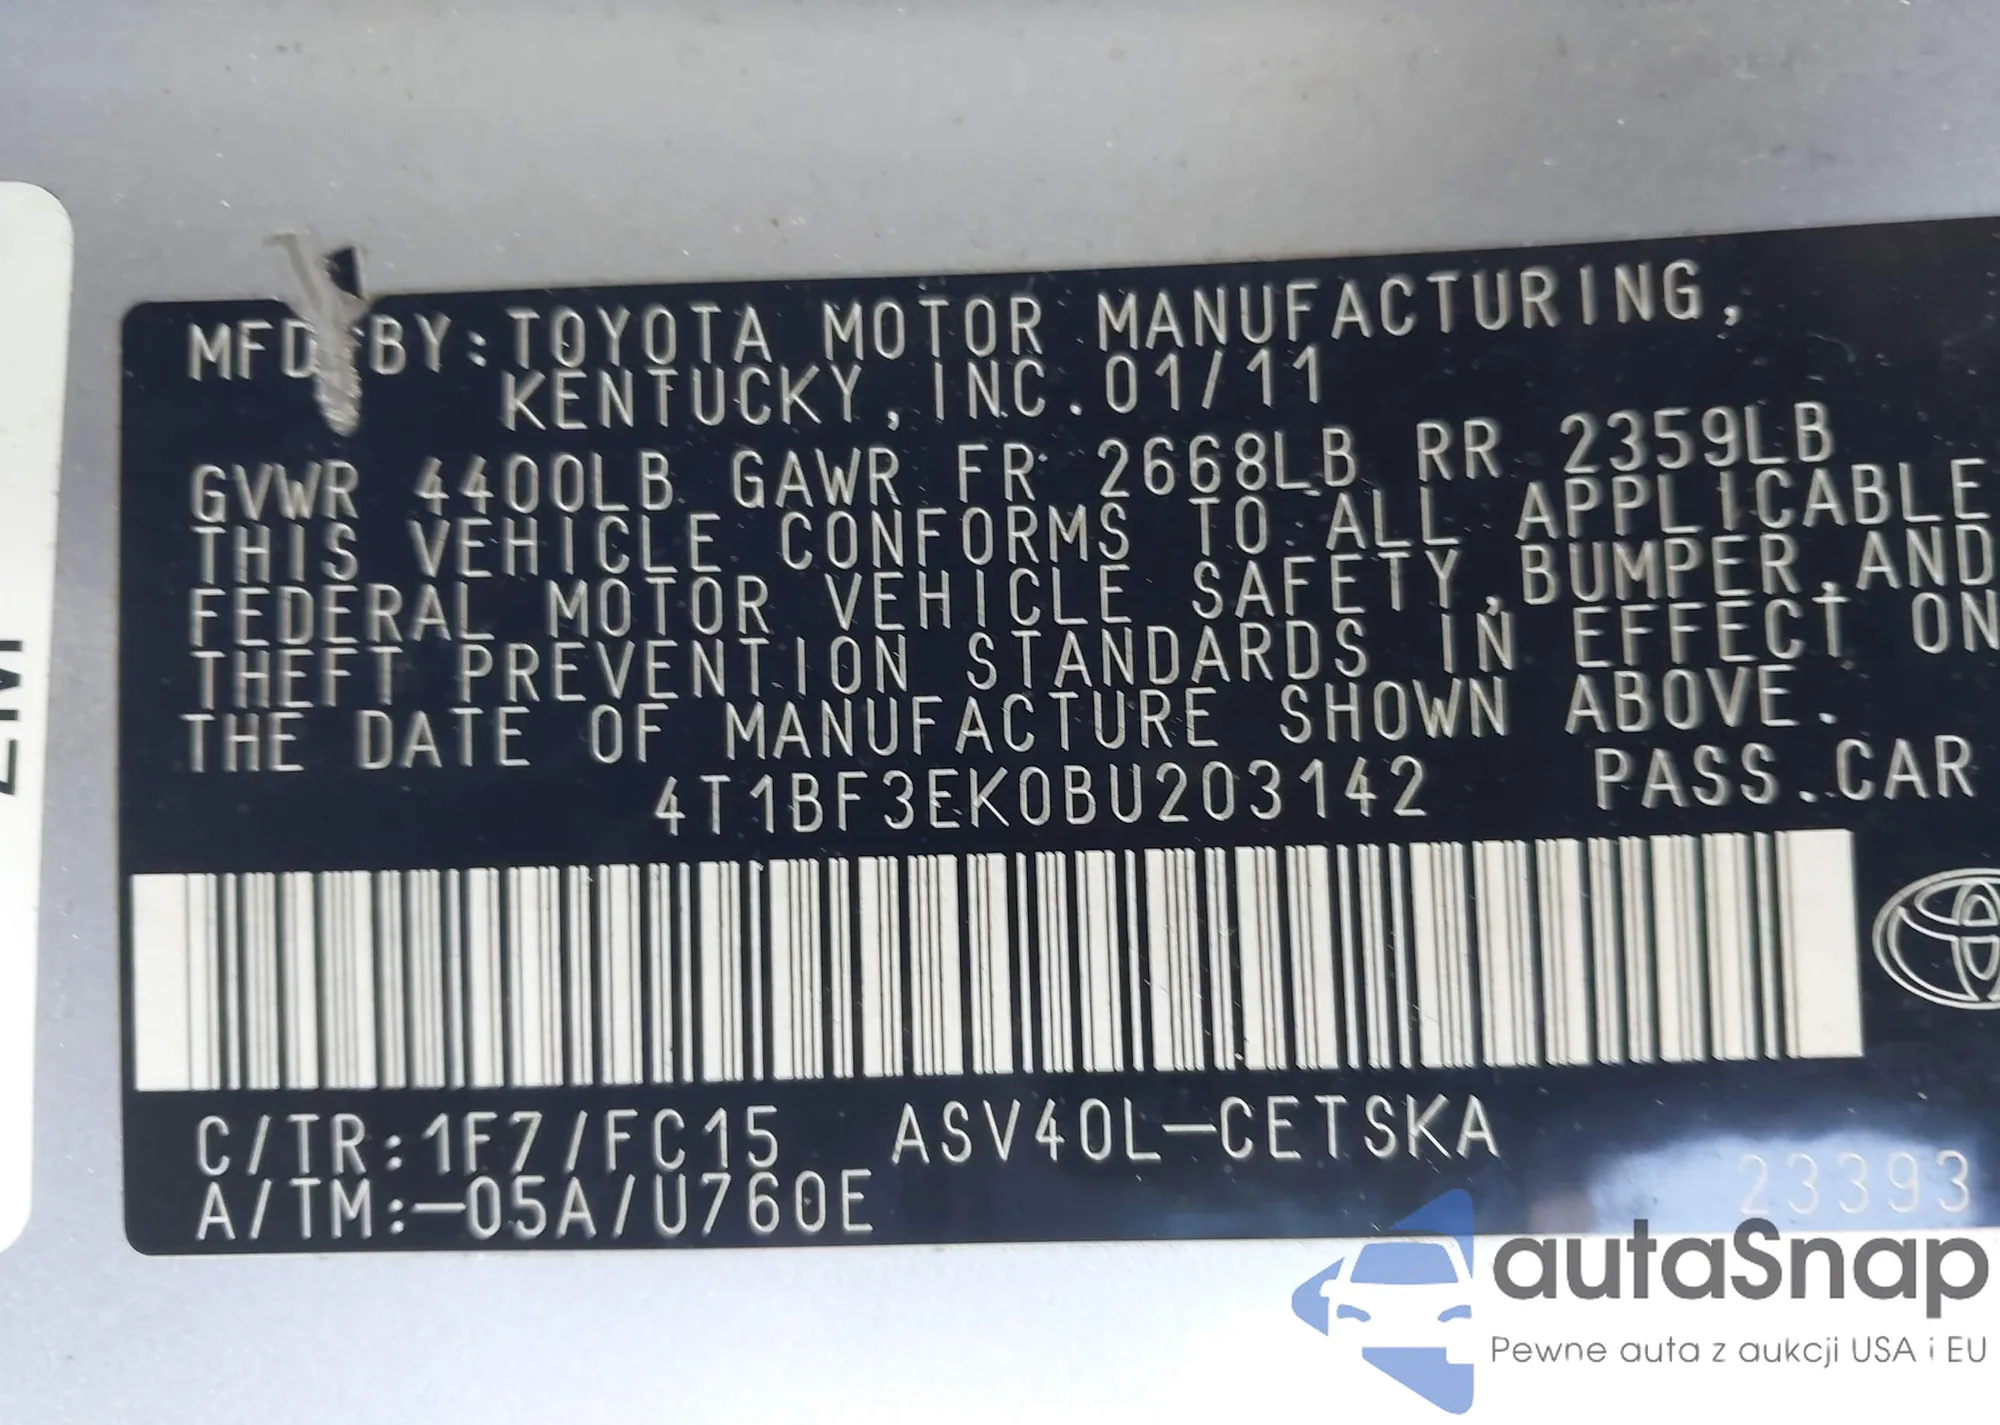 MFD BY: TOYOTA MOTOR MANUFACTURING,
KENTUCKY, INC. 01/11
GVWR 4400LB GAWR FR 2668LB RR 2359LB
THIS VEHICLE CONFORMS TO ALL APPLICABLE
FEDERAL MOTOR VEHICLE SAFETY, BUMPER, AND
THEFT PREVENTION STANDARDS IN EFFECT ON
THE DATE OF MANUFACTURE SHOWN ABOVE.
4T1BF3EK0BU203142 PASS. CAR
C/TR: 1F7/FC15 ASV40L-CETSKA
A/TM: -05A/U760E
23393
autaSnap
Pewne auta z aukcji USA i EU